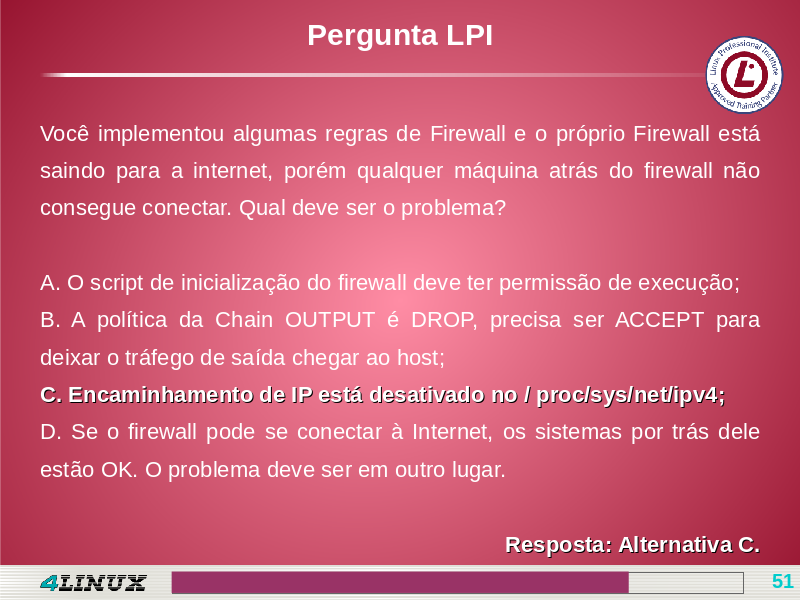 Pergunta LPI
Linux Professional Institute
Approved Training Partner
Você implementou algumas regras de Firewall e o próprio Firewall está
saindo para a internet, porém qualquer máquina atrás do firewall não
consegue conectar. Qual deve ser o problema?
A. O script de inicialização do firewall deve ter permissão de execução;
B. A política da Chain OUTPUT é DROP, precisa ser ACCEPT para
deixar o tráfego de saída chegar ao host;
C. Encaminhamento de IP está desativado no / proc/sys/net/ipv4;
D. Se o firewall pode se conectar à Internet, os sistemas por trás dele
estão OK. O problema deve ser em outro lugar.
Resposta: Alternativa C.
4LINUX
51